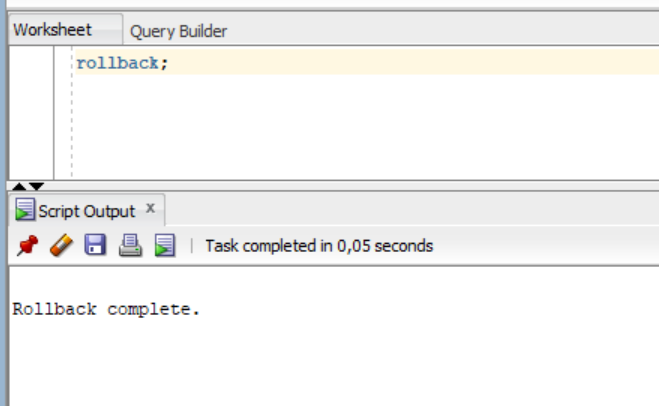 Worksheet Query Builder
rollback;
Script Output x
Task completed in 0,05 seconds
Rollback complete.